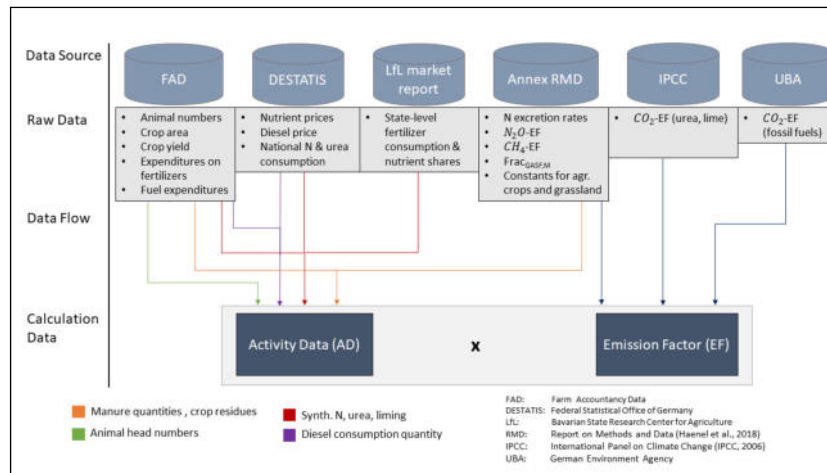 Data Source
FAD
DESTATIS
LfL market
report
Annex RMD
IPCC
UBA
Raw Data
• Animal numbers
• Crop area
• Crop yield
• Expenditures on
fertilizers
• Fuel expenditures
• Nutrient prices
• Diesel price
• National N & urea
consumption
• State-level
fertilizer
consumption &
nutrient shares
• N excretion rates
• N₂O-EF
• CH₄-EF
• Frac_GASF,M
• Constants for agr.
crops and grassland
• CO₂-EF (urea, lime)
• CO₂-EF
(fossil fuels)
Data Flow
Calculation
Data
Activity Data (AD)
x
Emission Factor (EF)
Manure quantities , crop residues
Animal head numbers
Synth. N, urea, liming
Diesel consumption quantity
FAD: Farm Accountancy Data
DESTATIS: Federal Statistical Office of Germany
LfL: Bavarian State Research Center for Agriculture
RMD: Report on Methods and Data (Haenel et al., 2018)
IPCC: International Panel on Climate Change (IPCC, 2006)
UBA: German Environment Agency